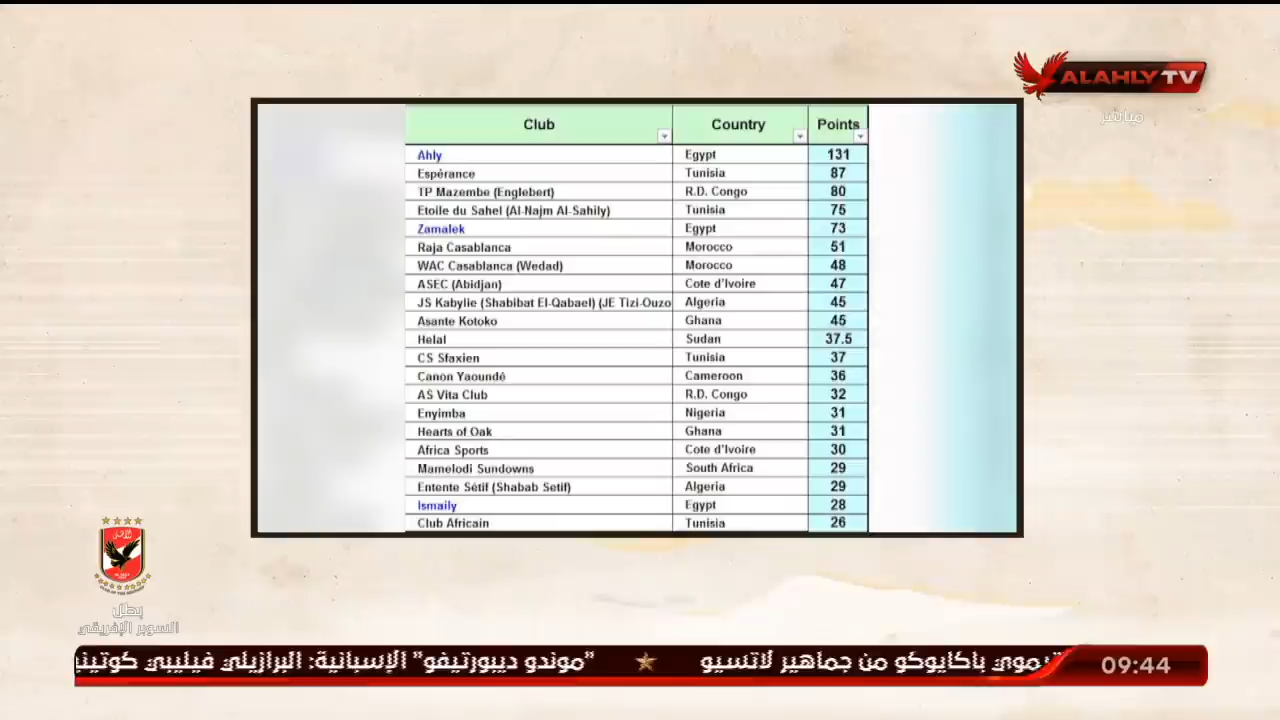 ALAHLY TV
مباشر
Club Country Points
Ahly Egypt 131
Espérance Tunisia 87
TP Mazembe (Englebert) R.D. Congo 80
Etoile du Sahel (Al-Najm Al-Sahily) Tunisia 75
Zamalek Egypt 73
Raja Casablanca Morocco 51
WAC Casablanca (Wedad) Morocco 48
ASEC (Abidjan) Cote d'Ivoire 47
JS Kabylie (Shabibat El-Qabael) (JE Tizi-Ouzo Algeria 45
Asante Kotoko Ghana 45
Helal Sudan 37.5
CS Sfaxien Tunisia 37
Canon Yaoundé Cameroon 36
AS Vita Club R.D. Congo 32
Enyimba Nigeria 31
Hearts of Oak Ghana 31
Africa Sports Cote d'Ivoire 30
Mamelodi Sundowns South Africa 29
Entente Sétif (Shabab Setif) Algeria 29
Ismaily Egypt 28
Club Africain Tunisia 26
بطل
السوبر الإفريقي
يموي باكايوكو من جماهير لاتسيو ★ "موندو ديبورتيفو" الإسبانية: البرازيلي فيليبي كوتين
09:44